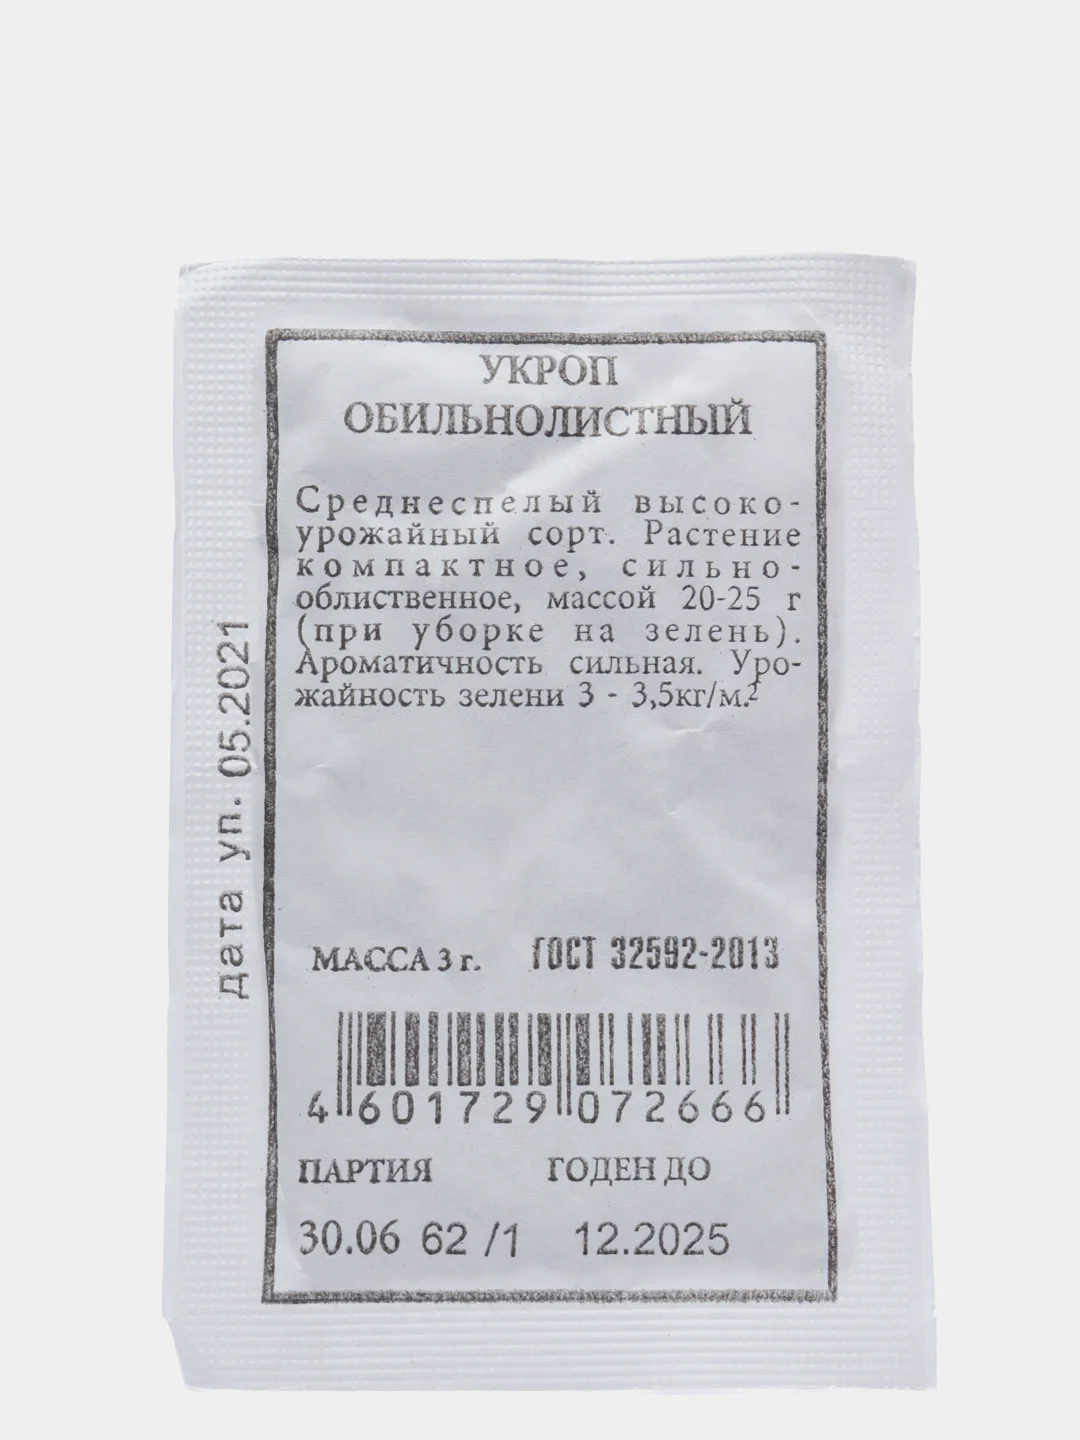 УКРОП
ОБИЛЬНОЛИСТНЫЙ
Среднеспелый высоко-
урожайный сорт. Растение
компактное, сильно-
облиственное, массой 20-25 г
(при уборке на зелень).
Ароматичность сильная. Уро-
жайность зелени 3 - 3,5кг/м.²
дата уп. 05.2021
МАССА 3 г. ГОСТ 32592-2013
4 601729 072666
ПАРТИЯ ГОДЕН ДО
30.06 62 /1 12.2025